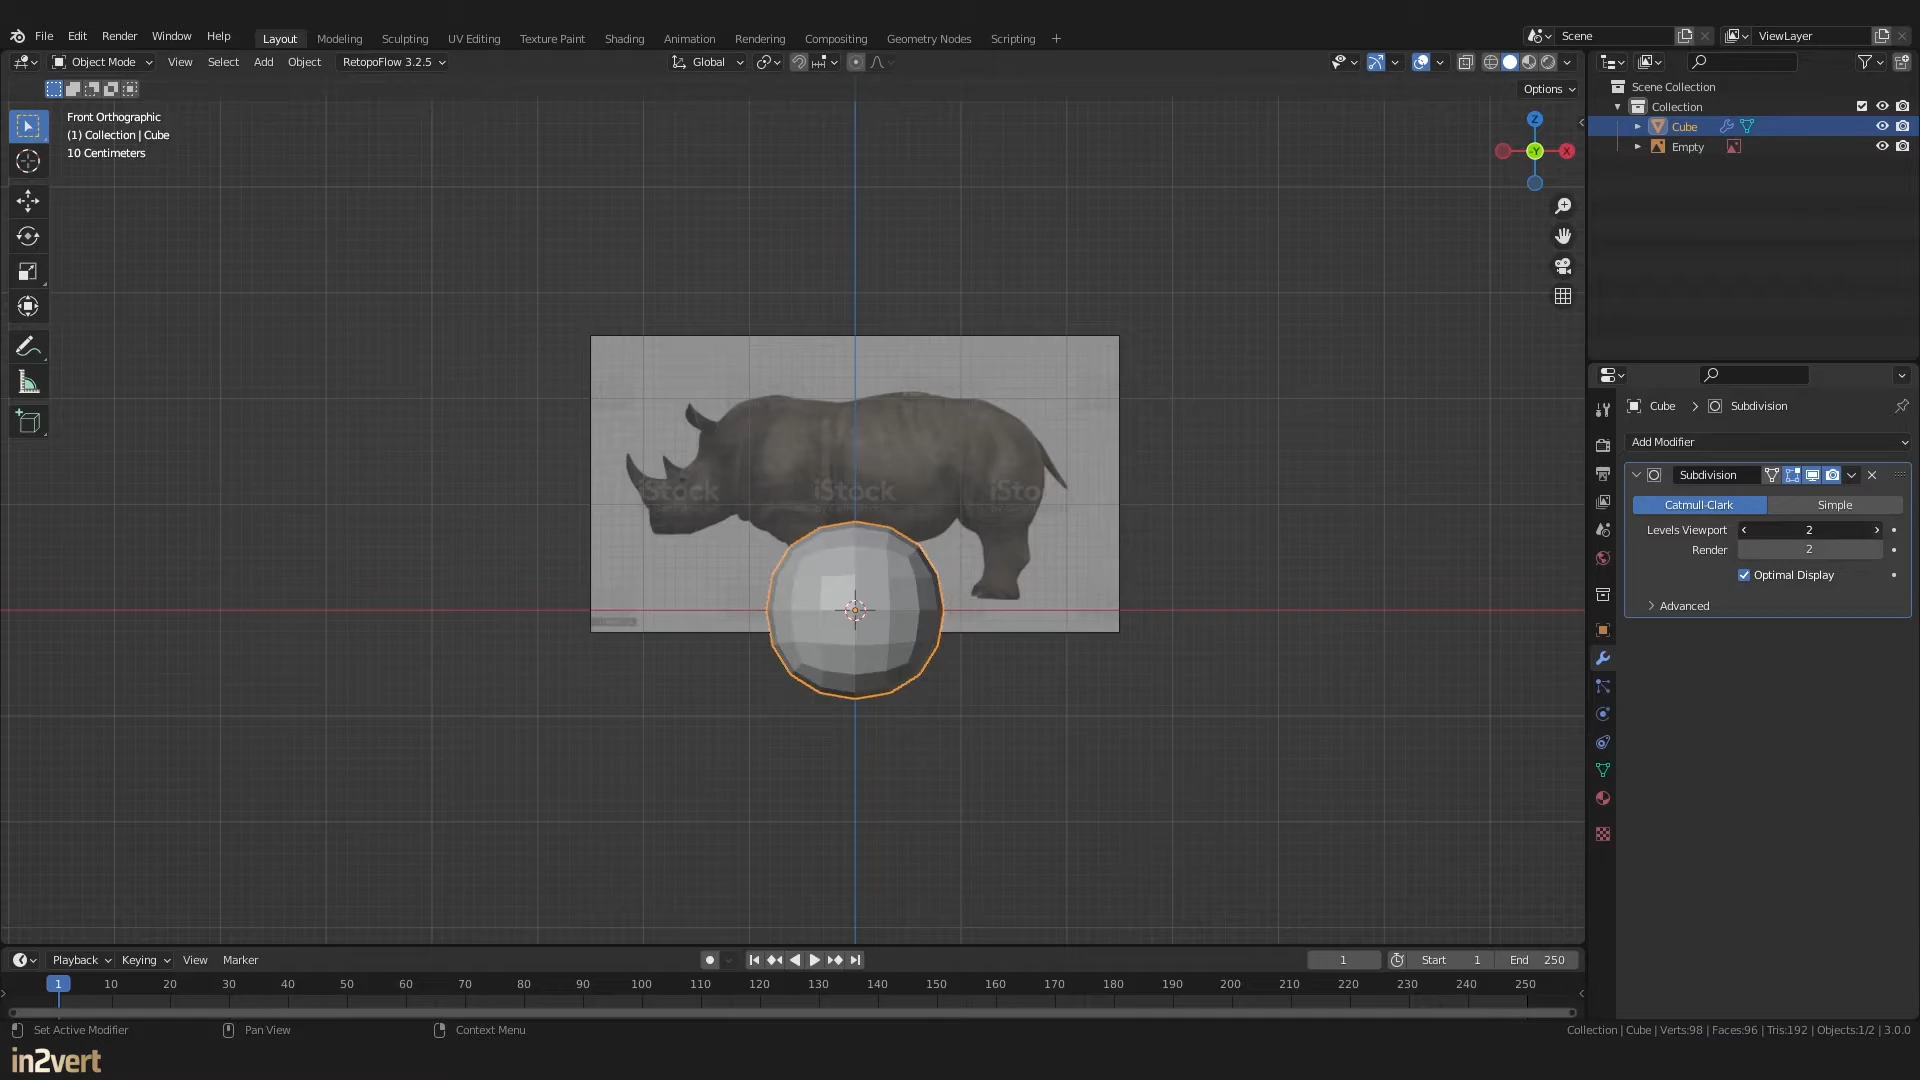 File Edit Render Window Help Layout Modeling Sculpting UV Editing Texture Paint Shading Animation Rendering Compositing Geometry Nodes Scripting + Scene ViewLayer
Object Mode View Select Add Object RetopoFlow 3.2.5 Global
Options
Front Orthographic
(1) Collection | Cube
10 Centimeters
Z
-Y
X
iStock
iStock
iSto
Scene Collection
Collection
Cube
Empty
Cube > Subdivision
Add Modifier
Subdivision
Catmull-Clark Simple
Levels Viewport 2
Render 2
Optimal Display
Advanced
Playback Keying View Marker 1 Start 1 End 250
1 10 20 30 40 50 60 70 80 90 100 110 120 130 140 150 160 170 180 190 200 210 220 230 240 250
Set Active Modifier Pan View Context Menu Collection | Cube | Verts:98 | Faces:96 | Tris:192 | Objects:1/2 | 3.0.0
in2vert